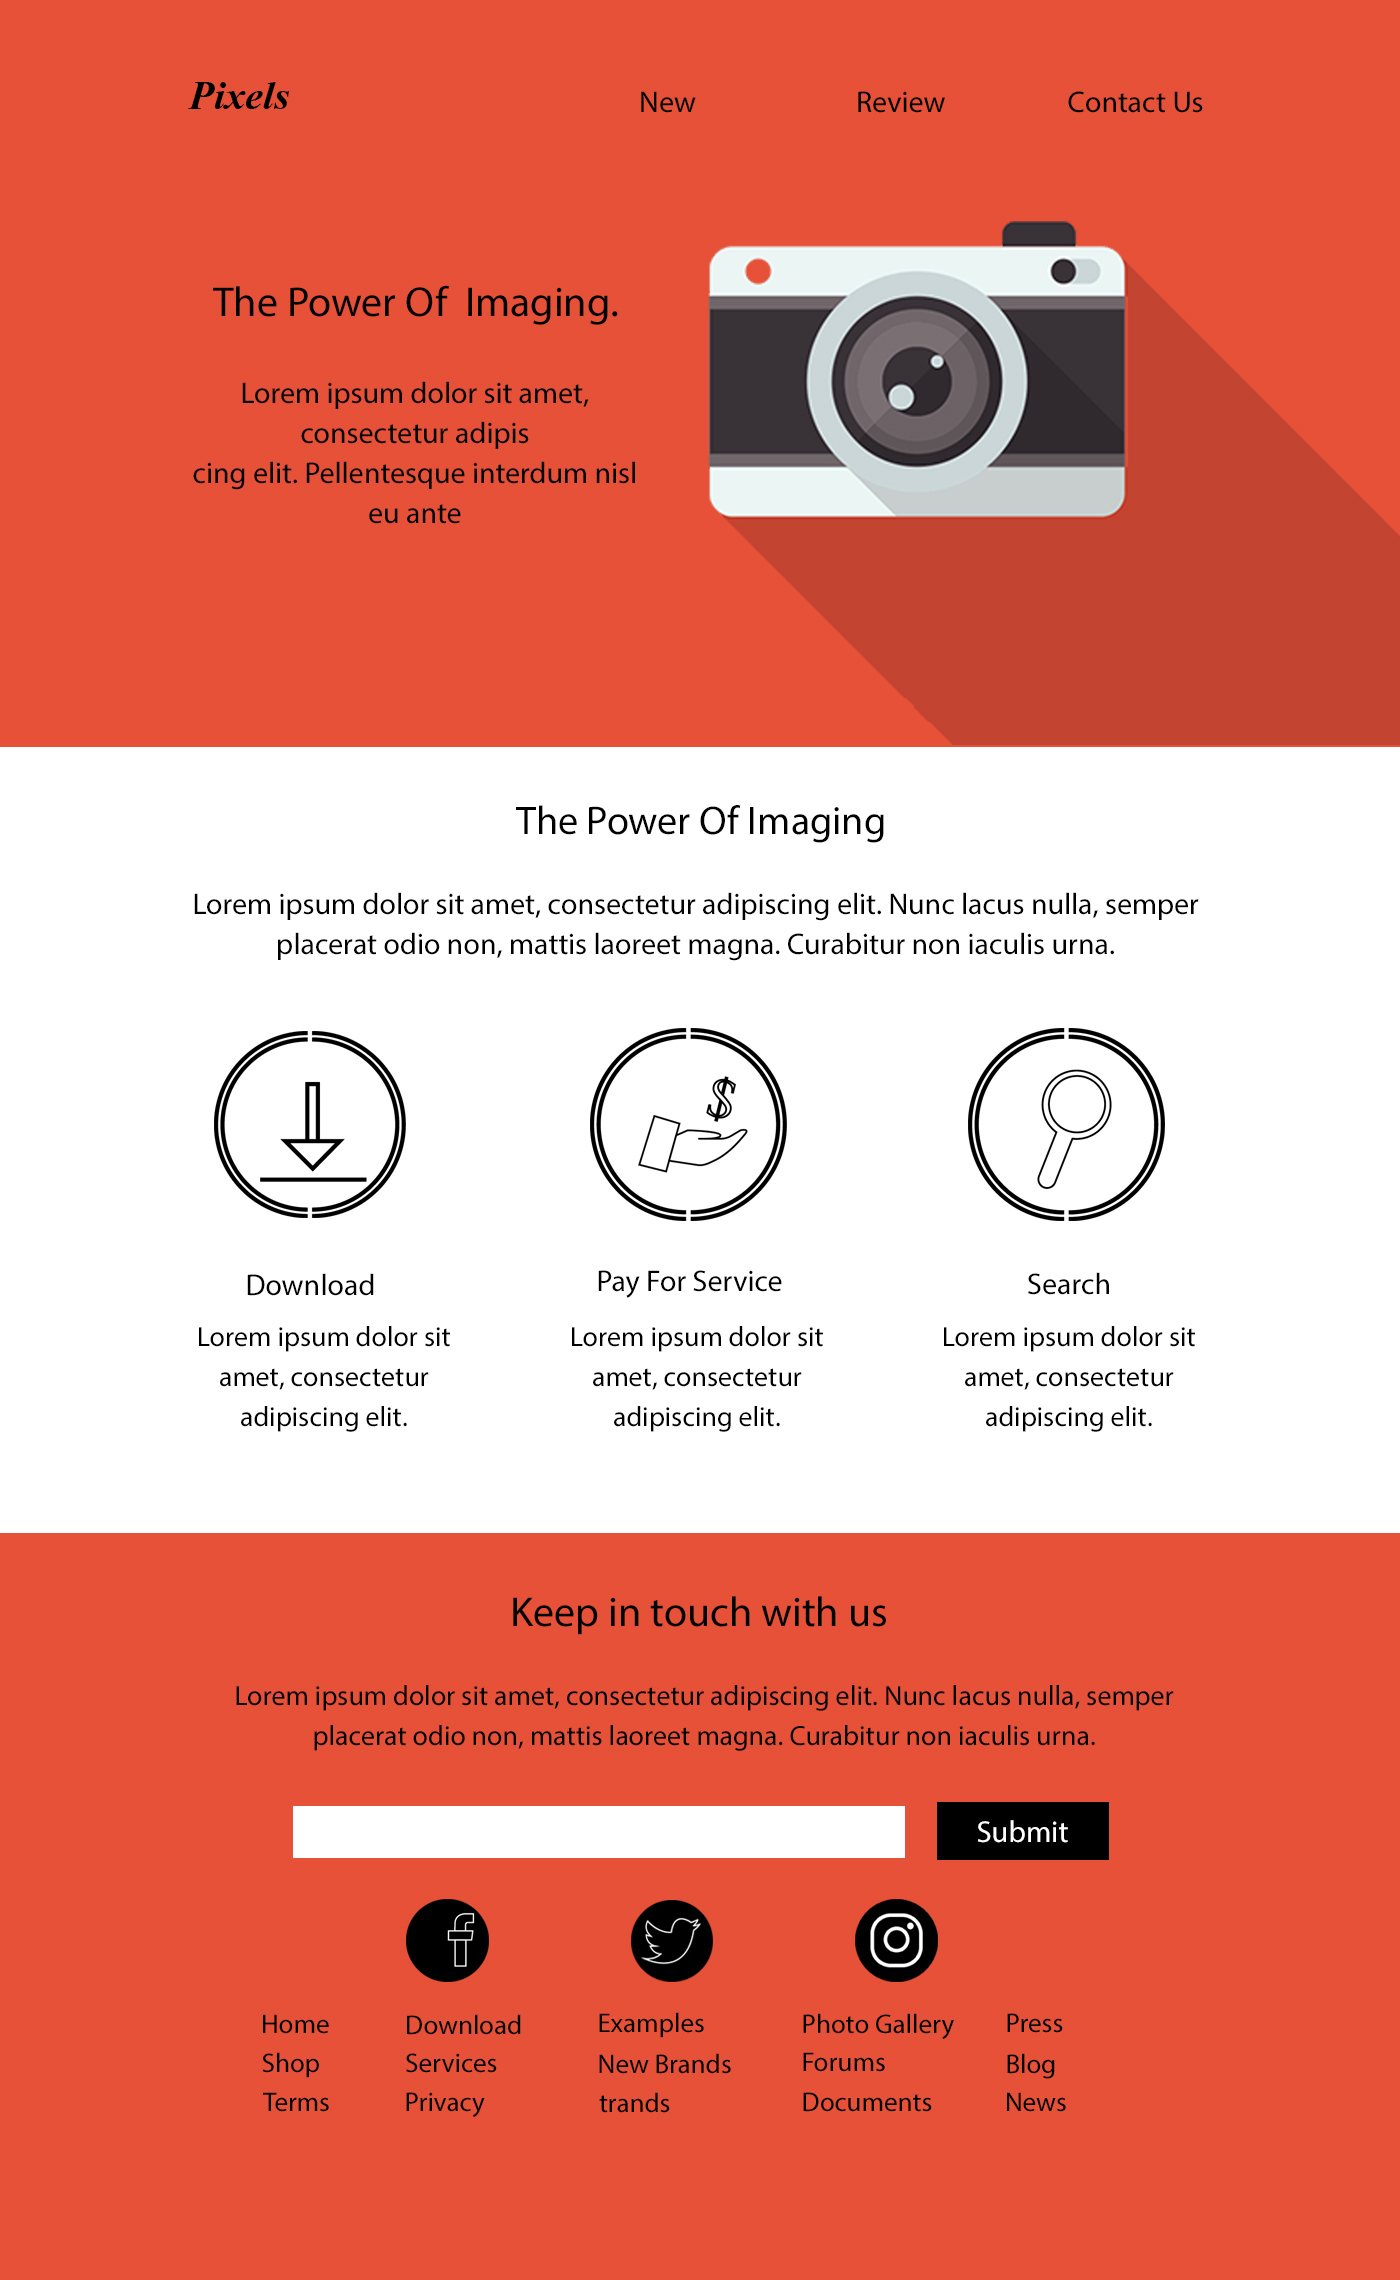 Pixels
New
Review
Contact Us
The Power Of  Imaging.
Lorem ipsum dolor sit amet,
consectetur adipis
cing elit. Pellentesque interdum nisl
eu ante
The Power Of Imaging
Lorem ipsum dolor sit amet, consectetur adipiscing elit. Nunc lacus nulla, semper
placerat odio non, mattis laoreet magna. Curabitur non iaculis urna.
$
Download
Lorem ipsum dolor sit
amet, consectetur
adipiscing elit.
Pay For Service
Lorem ipsum dolor sit
amet, consectetur
adipiscing elit.
Search
Lorem ipsum dolor sit
amet, consectetur
adipiscing elit.
Keep in touch with us
Lorem ipsum dolor sit amet, consectetur adipiscing elit. Nunc lacus nulla, semper
placerat odio non, mattis laoreet magna. Curabitur non iaculis urna.
Submit
f
Home
Shop
Terms
Download
Services
Privacy
Examples
New Brands
trands
Photo Gallery
Forums
Documents
Press
Blog
News